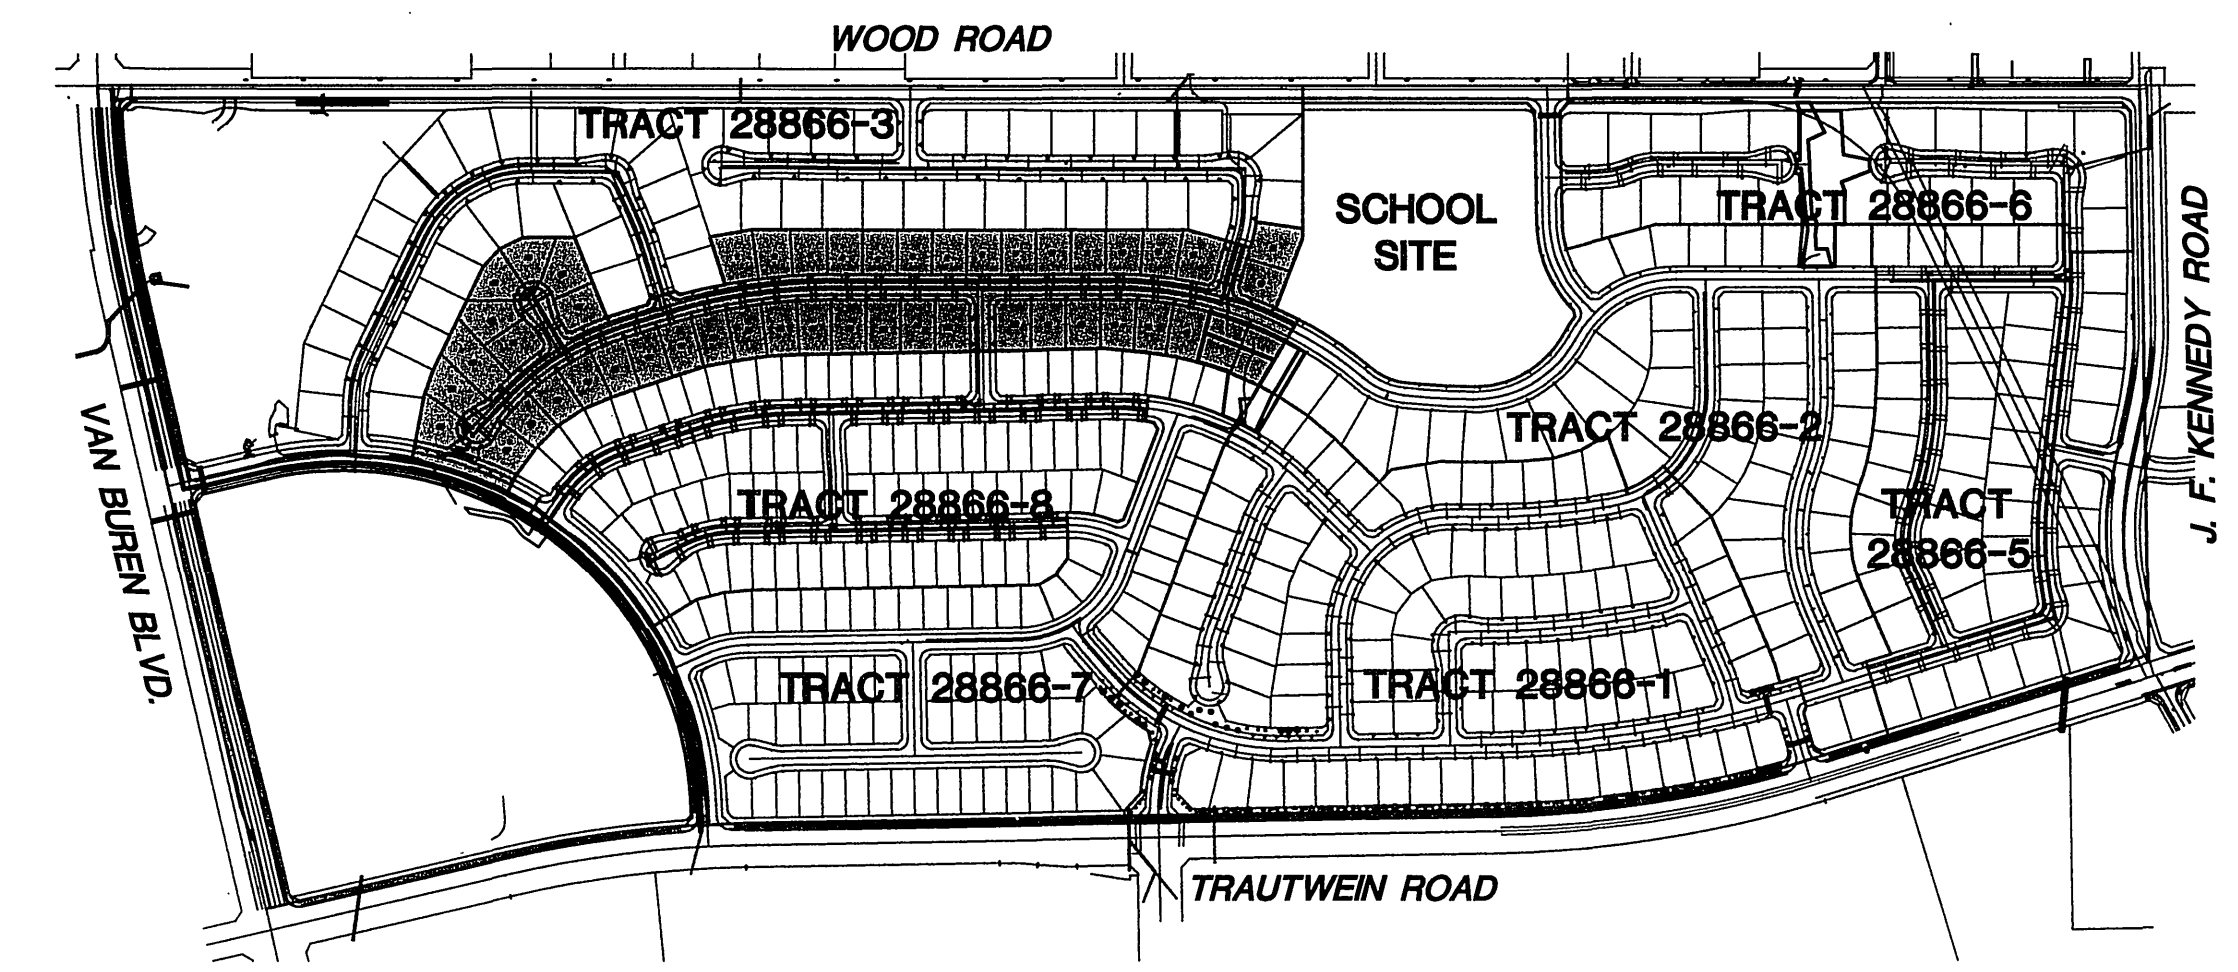 WOOD ROAD
TRACT 28866-3
SCHOOL
SITE
TRACT 28866-6
J. F. KENNEDY ROAD
VAN BUREN BLVD.
TRACT 28866-2
TRACT 28866-8
TRACT
28866-5
TRACT 28866-7
TRACT 28866-1
TRAUTWEIN ROAD